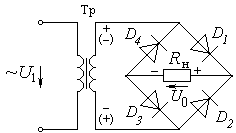 Тр
+
(−)
D4
D1
~U1
Rн
− +
U0
−
(+)
D3
D2